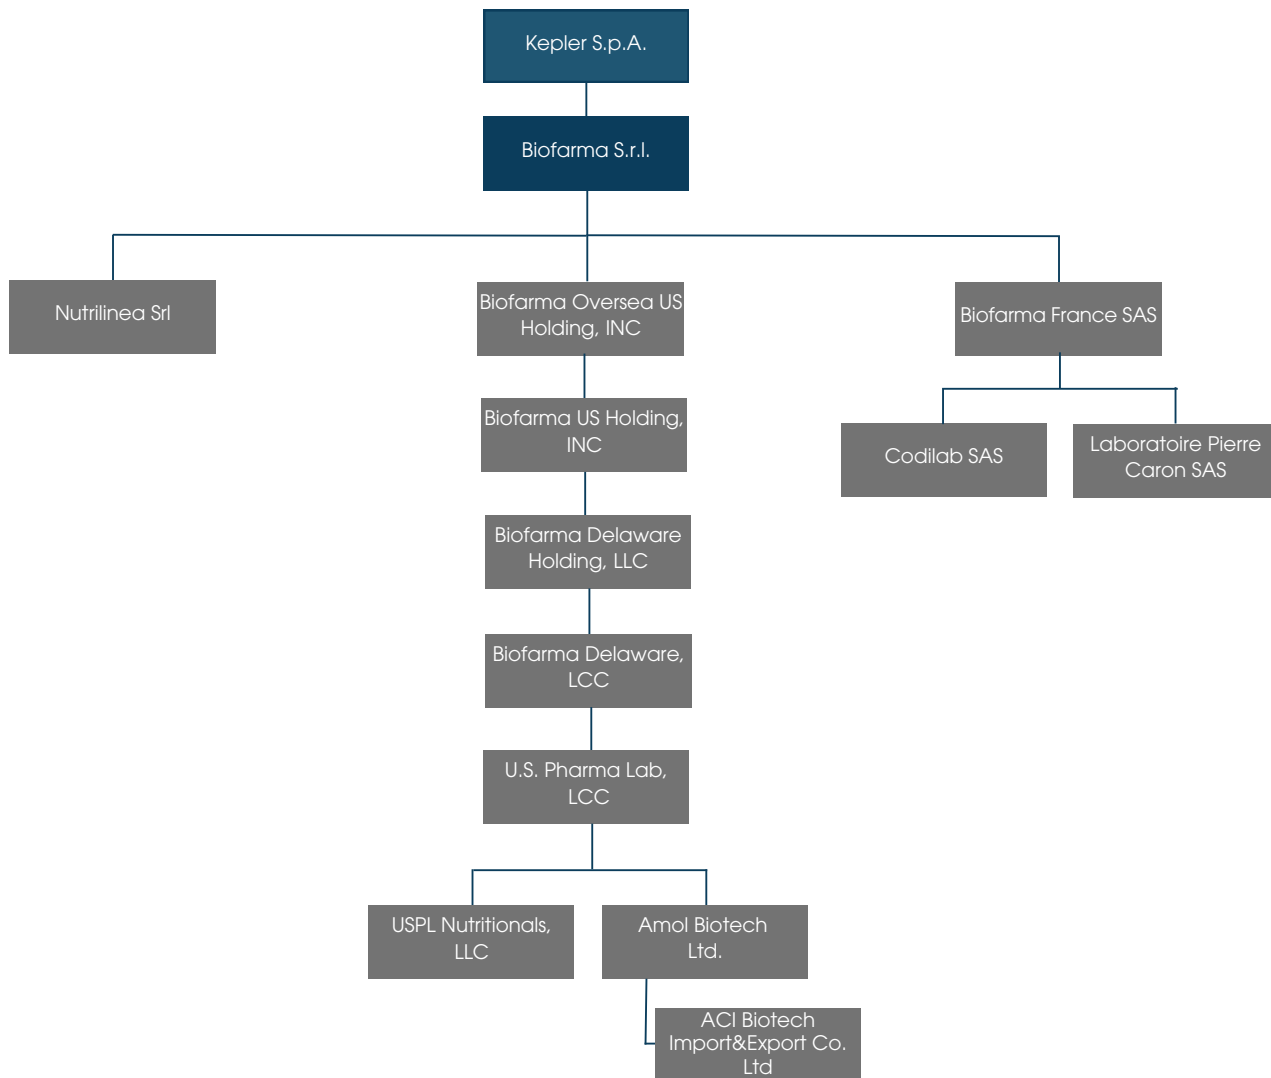 Kepler S.p.A.
Biofarma S.r.l.
Nutrilinea Srl
Biofarma Oversea US
Holding, INC
Biofarma France SAS
Biofarma US Holding,
INC
Codilab SAS
Laboratoire Pierre
Caron SAS
Biofarma Delaware
Holding, LLC
Biofarma Delaware,
LCC
U.S. Pharma Lab,
LCC
USPL Nutritionals,
LLC
Amol Biotech
Ltd.
ACI Biotech
Import&Export Co.
Ltd